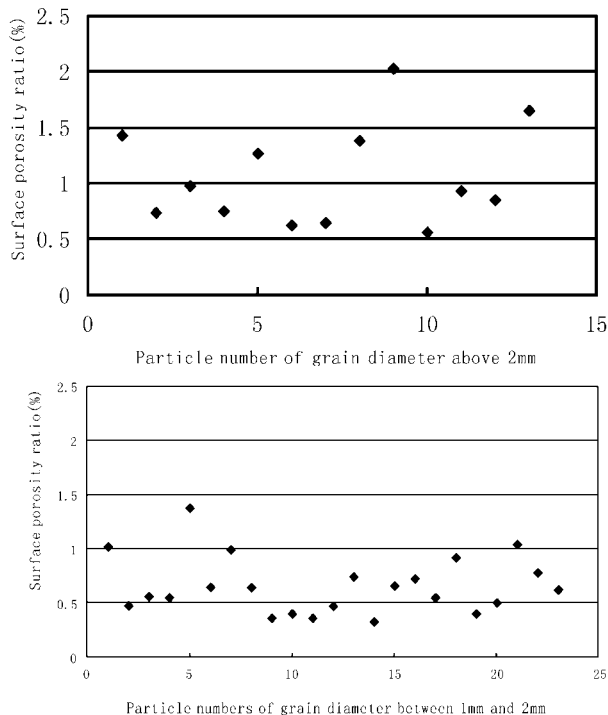 Surface porosity ratio(%)
2.5
2
1.5
1
0.5
0
0 5 10 15
Particle number of grain diameter above 2mm
Surface porosity ratio(%)
2.5
2
1.5
1
0.5
0
0 5 10 15 20 25
Particle numbers of grain diameter between 1mm and 2mm